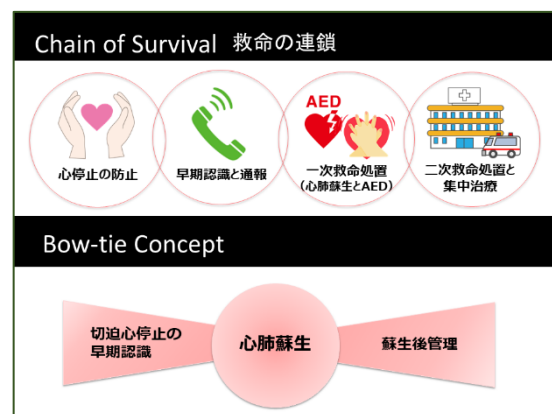 Chain of Survival 救命の連鎖
AED
心停止の防止
早期認識と通報
一次救命処置
(心肺蘇生とAED)
二次救命処置と
集中治療
Bow-tie Concept
切迫心停止の
早期認識
心肺蘇生
蘇生後管理